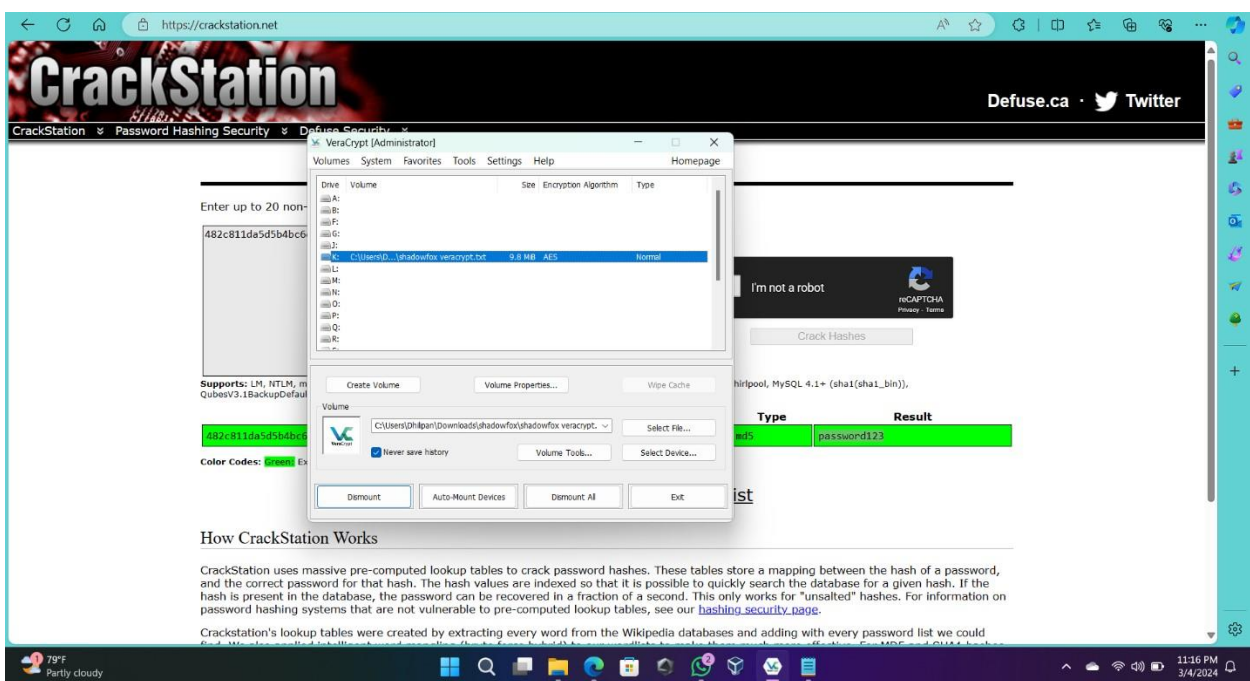 https://crackstation.net
CrackStation
Defuse.ca · Twitter
CrackStation Password Hashing Security Defuse Security
VeraCrypt [Administrator]
Volumes System Favorites Tools Settings Help Homepage
Drive Volume Size Encryption Algorithm Type
A:
B:
F:
G:
J:
K: C:\Users\D...\shadowfox veracrypt.txt 9.8 MB AES Normal
L:
M:
N:
O:
P:
Q:
R:
Create Volume Volume Properties... Wipe Cache
Volume
VeraCrypt
C:\Users\Dhilpan\Downloads\shadowfox\shadowfox veracrypt. Select File...
Never save history Volume Tools... Select Device...
Dismount Auto-Mount Devices Dismount All Exit
Enter up to 20 non-
482c811da5d5b4bc6
I'm not a robot
reCAPTCHA
Privacy - Terms
Crack Hashes
Supports: LM, NTLM, m hirlpool, MySQL 4.1+ (sha1(sha1_bin)),
QubesV3.1BackupDefaul
Type Result
482c811da5d5b4bc6 md5 password123
Color Codes: Green: Ex
ist
How CrackStation Works
CrackStation uses massive pre-computed lookup tables to crack password hashes. These tables store a mapping between the hash of a password,
and the correct password for that hash. The hash values are indexed so that it is possible to quickly search the database for a given hash. If the
hash is present in the database, the password can be recovered in a fraction of a second. This only works for "unsalted" hashes. For information on
password hashing systems that are not vulnerable to pre-computed lookup tables, see our hashing security page.
Crackstation's lookup tables were created by extracting every word from the Wikipedia databases and adding with every password list we could
79°F
Partly cloudy
11:16 PM
3/4/2024